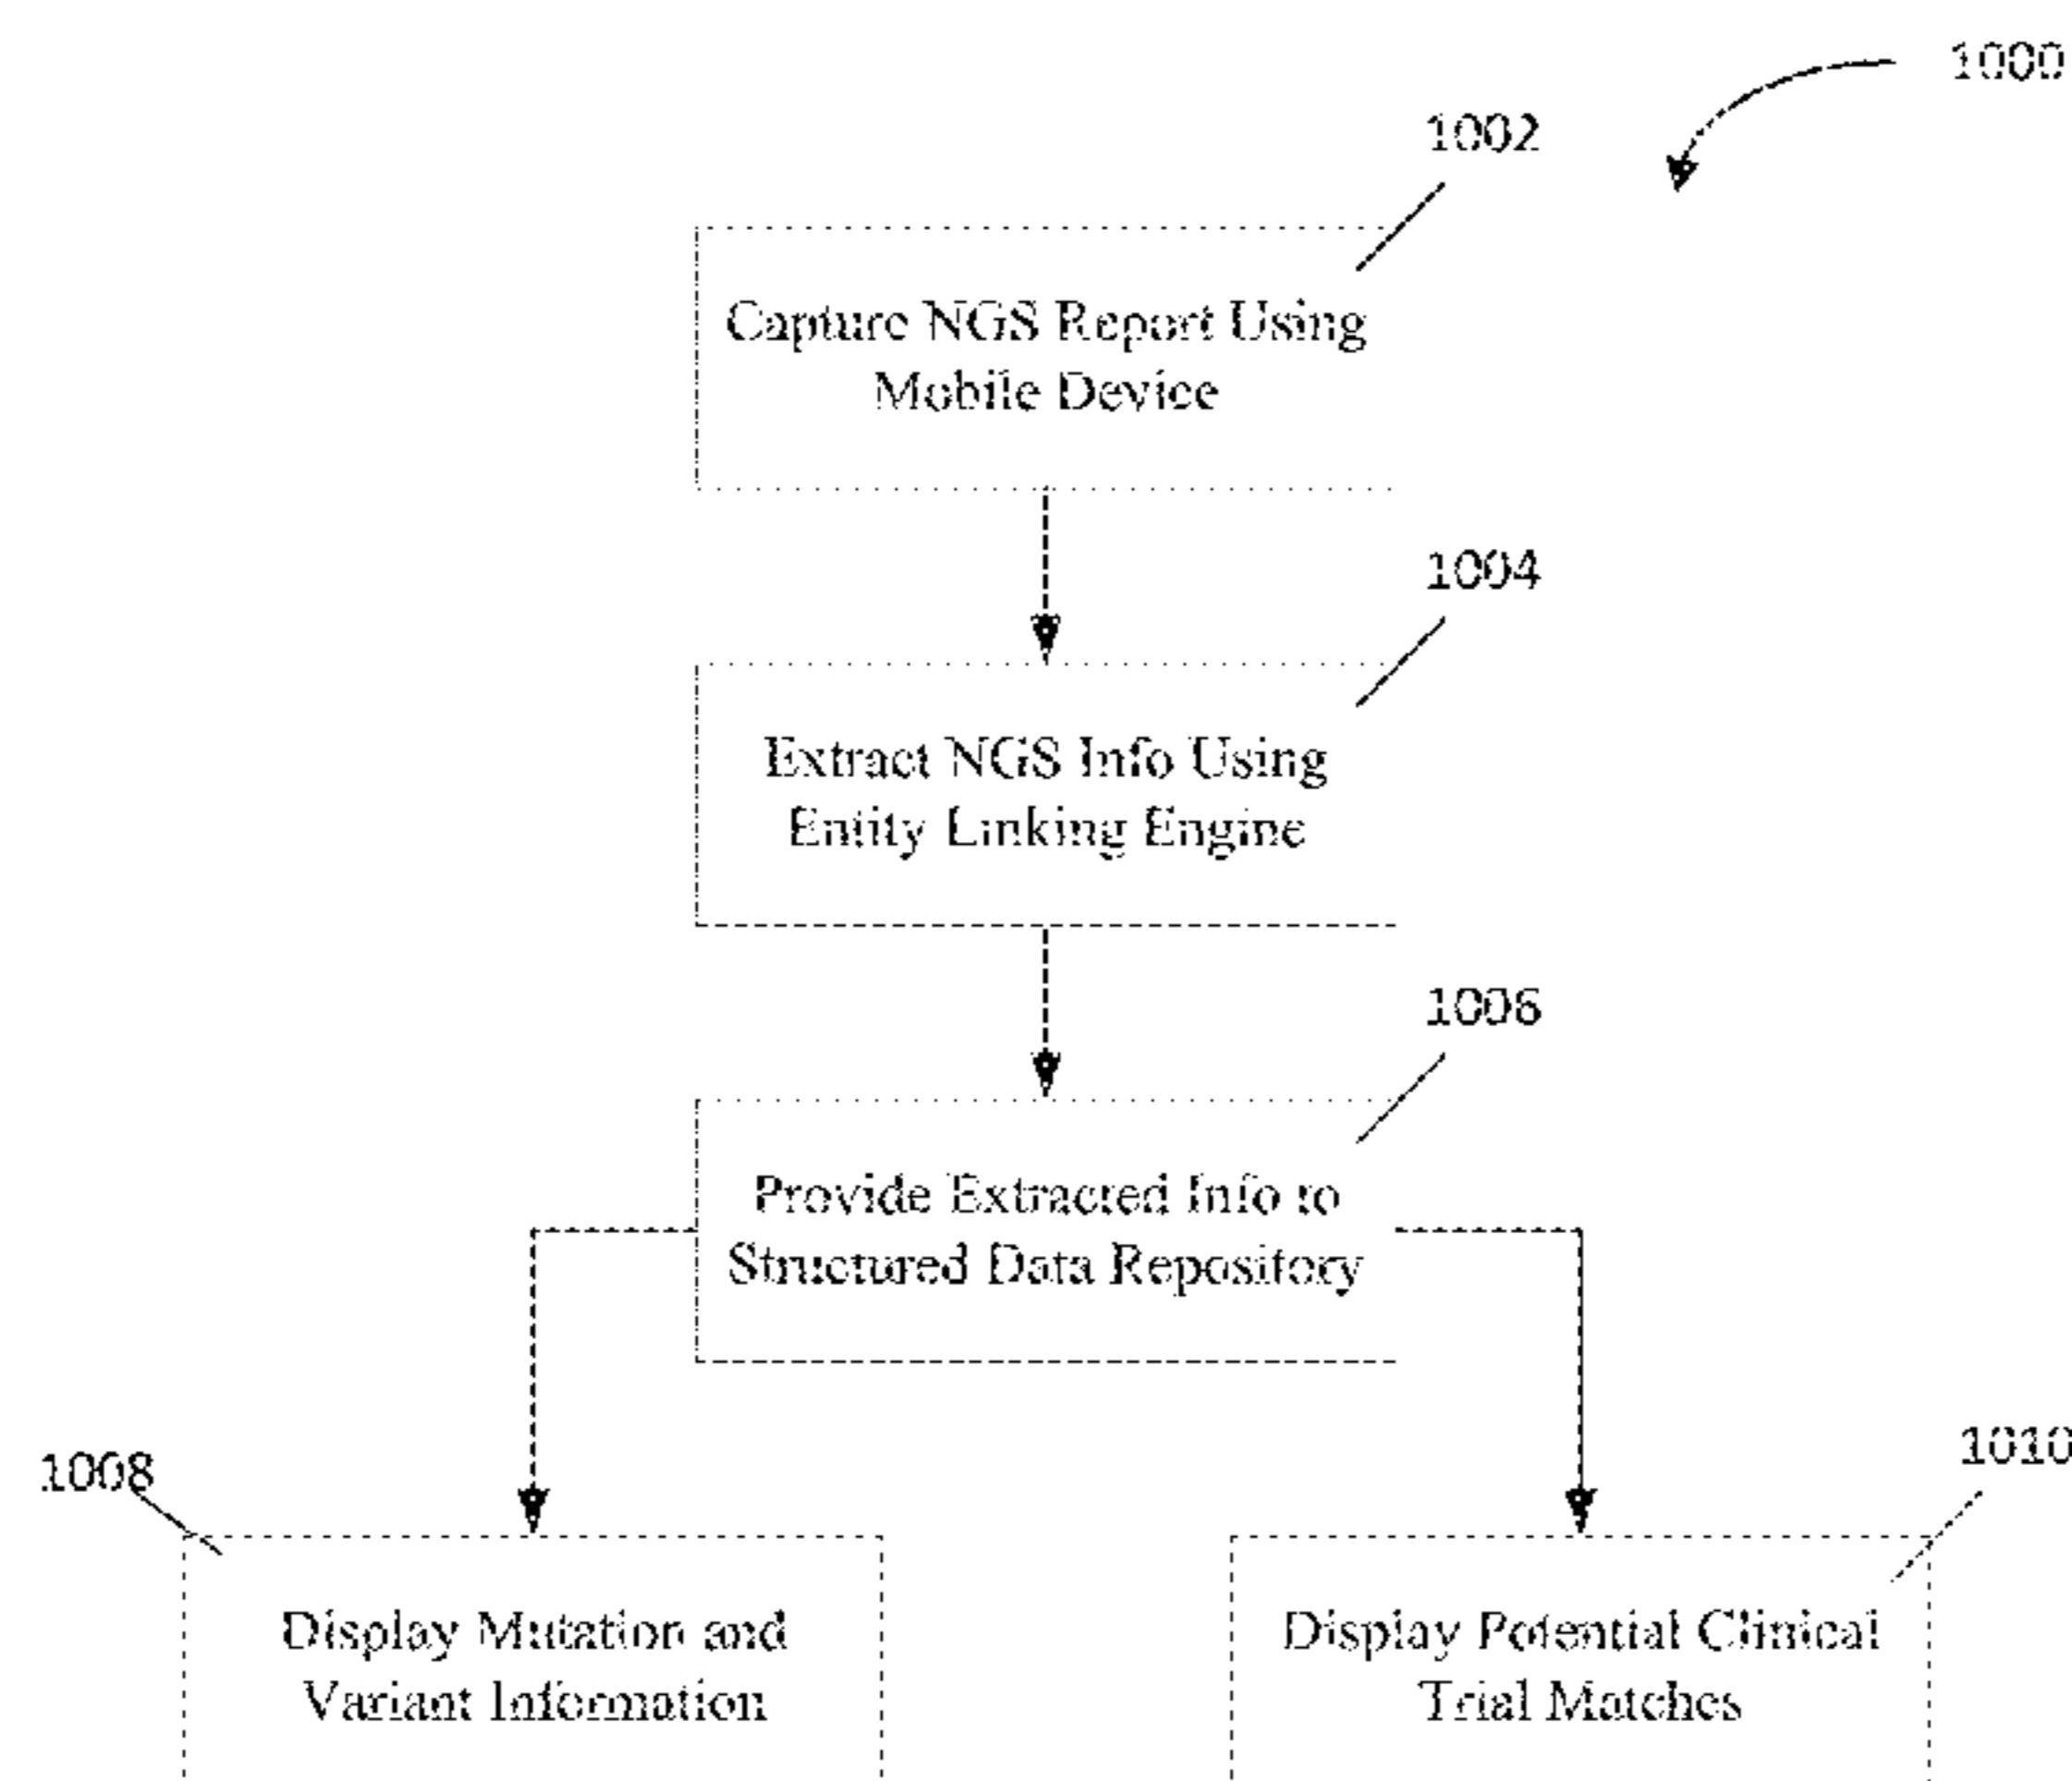 1000
1002
Capture NGS Report Using
Mobile Device
1004
Extract NGS Info Using
Entity Linking Engine
1006
Provide Extracted Info to
Structured Data Repository
1008
1010
Display Mutation and
Variant Information
Display Potential Clinical
Trial Matches